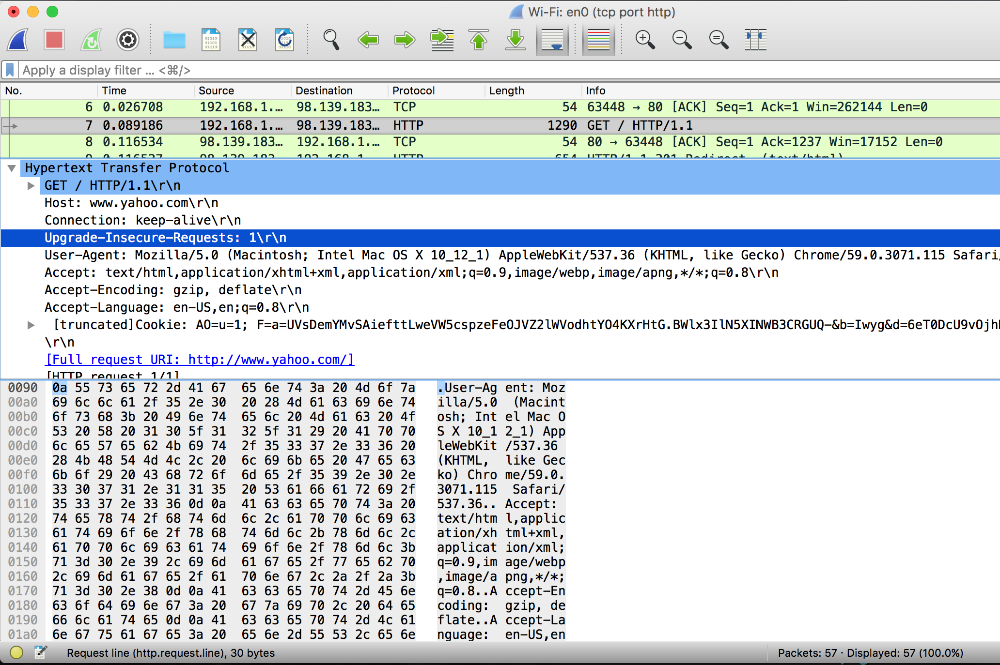 Wi-Fi: en0 (tcp port http)
Apply a display filter ... <⌘/>
No. Time Source Destination Protocol Length Info
6 0.026708 192.168.1.… 98.139.183… TCP 54 63448 → 80 [ACK] Seq=1 Ack=1 Win=262144 Len=0
7 0.089186 192.168.1.… 98.139.183… HTTP 1290 GET / HTTP/1.1
8 0.116534 98.139.183… 192.168.1.… TCP 54 80 → 63448 [ACK] Seq=1 Ack=1237 Win=17152 Len=0
9 0.116537 98.139.183… 192.168.1.… HTTP 654 HTTP/1.1 301 Redirect (text/html)
Hypertext Transfer Protocol
GET / HTTP/1.1\r\n
Host: www.yahoo.com\r\n
Connection: keep-alive\r\n
Upgrade-Insecure-Requests: 1\r\n
User-Agent: Mozilla/5.0 (Macintosh; Intel Mac OS X 10_12_1) AppleWebKit/537.36 (KHTML, like Gecko) Chrome/59.0.3071.115 Safari/
Accept: text/html,application/xhtml+xml,application/xml;q=0.9,image/webp,image/apng,*/*;q=0.8\r\n
Accept-Encoding: gzip, deflate\r\n
Accept-Language: en-US,en;q=0.8\r\n
[truncated]Cookie: AO=u=1; F=a=UVsDemYMvSAiefttLweVW5cspzeFeOJVZ2lWVodhtYO4KXrHtG.BWlx3IlN5XINWB3CRGUQ-&b=Iwyg&d=6eT0DcU9vOjh
\r\n
[Full request URI: http://www.yahoo.com/]
[HTTP request 1/1]
0090 0a 55 73 65 72 2d 41 67 65 6e 74 3a 20 4d 6f 7a .User-Ag ent: Moz
00a0 69 6c 6c 61 2f 35 2e 30 20 28 4d 61 63 69 6e 74 illa/5.0 (Macint
00b0 6f 73 68 3b 20 49 6e 74 65 6c 20 4d 61 63 20 4f osh; Int el Mac O
00c0 53 20 58 20 31 30 5f 31 32 5f 31 29 20 41 70 70 S X 10_1 2_1) App
00d0 6c 65 57 65 62 4b 69 74 2f 35 33 37 2e 33 36 20 leWebKit /537.36
00e0 28 4b 48 54 4d 4c 2c 20 6c 69 6b 65 20 47 65 63 (KHTML, like Gec
00f0 6b 6f 29 20 43 68 72 6f 6d 65 2f 35 39 2e 30 2e ko) Chro me/59.0.
0100 33 30 37 31 2e 31 31 35 20 53 61 66 61 72 69 2f 3071.115 Safari/
0110 35 33 37 2e 33 36 0d 0a 41 63 63 65 70 74 3a 20 537.36.. Accept:
0120 74 65 78 74 2f 68 74 6d 6c 2c 61 70 70 6c 69 63 text/htm l,applic
0130 61 74 69 6f 6e 2f 78 68 74 6d 6c 2b 78 6d 6c 2c ation/xh tml+xml,
0140 61 70 70 6c 69 63 61 74 69 6f 6e 2f 78 6d 6c 3b applicat ion/xml;
0150 71 3d 30 2e 39 2c 69 6d 61 67 65 2f 77 65 62 70 q=0.9,im age/webp
0160 2c 69 6d 61 67 65 2f 61 70 6e 67 2c 2a 2f 2a 3b ,image/a png,*/*;
0170 71 3d 30 2e 38 0d 0a 41 63 63 65 70 74 2d 45 6e q=0.8..A ccept-En
0180 63 6f 64 69 6e 67 3a 20 67 7a 69 70 2c 20 64 65 coding: gzip, de
0190 66 6c 61 74 65 0d 0a 41 63 63 65 70 74 2d 4c 61 flate..A ccept-La
01a0 6e 67 75 61 67 65 3a 20 65 6e 2d 55 53 2c 65 6e nguage: en-US,en
Request line (http.request.line), 30 bytes
Packets: 57 · Displayed: 57 (100.0%)